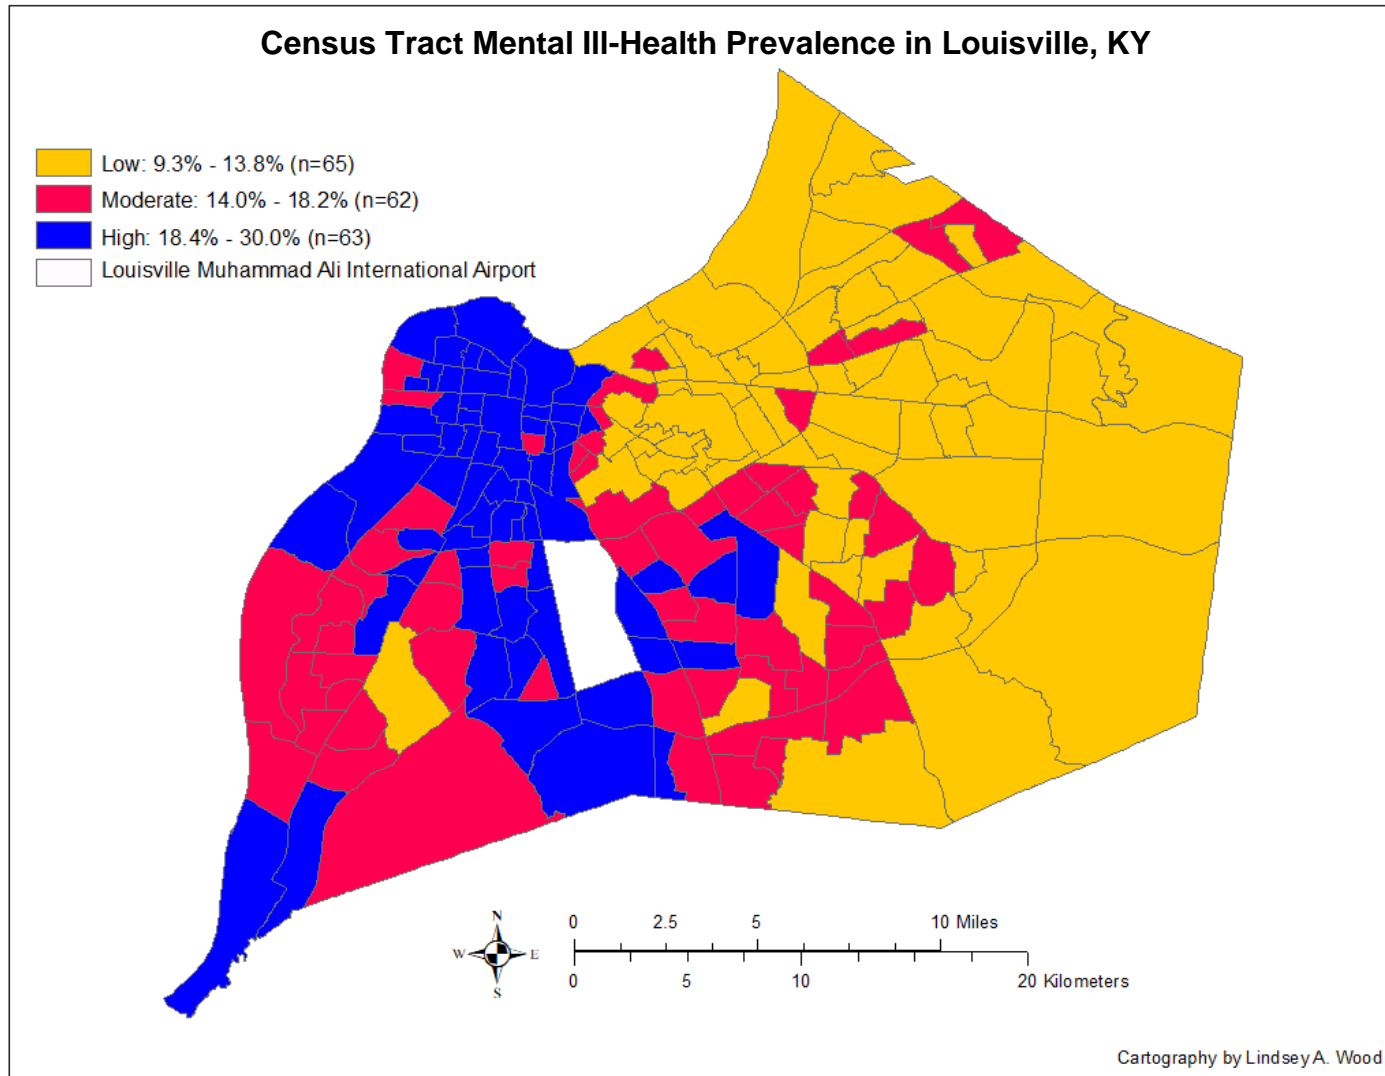 Census Tract Mental Ill-Health Prevalence in Louisville, KY
Low: 9.3% - 13.8% (n=65)
Moderate: 14.0% - 18.2% (n=62)
High: 18.4% - 30.0% (n=63)
Louisville Muhammad Ali International Airport
N
W E
S
0 2.5 5 10 Miles
0 5 10 20 Kilometers
Cartography by Lindsey A. Wood